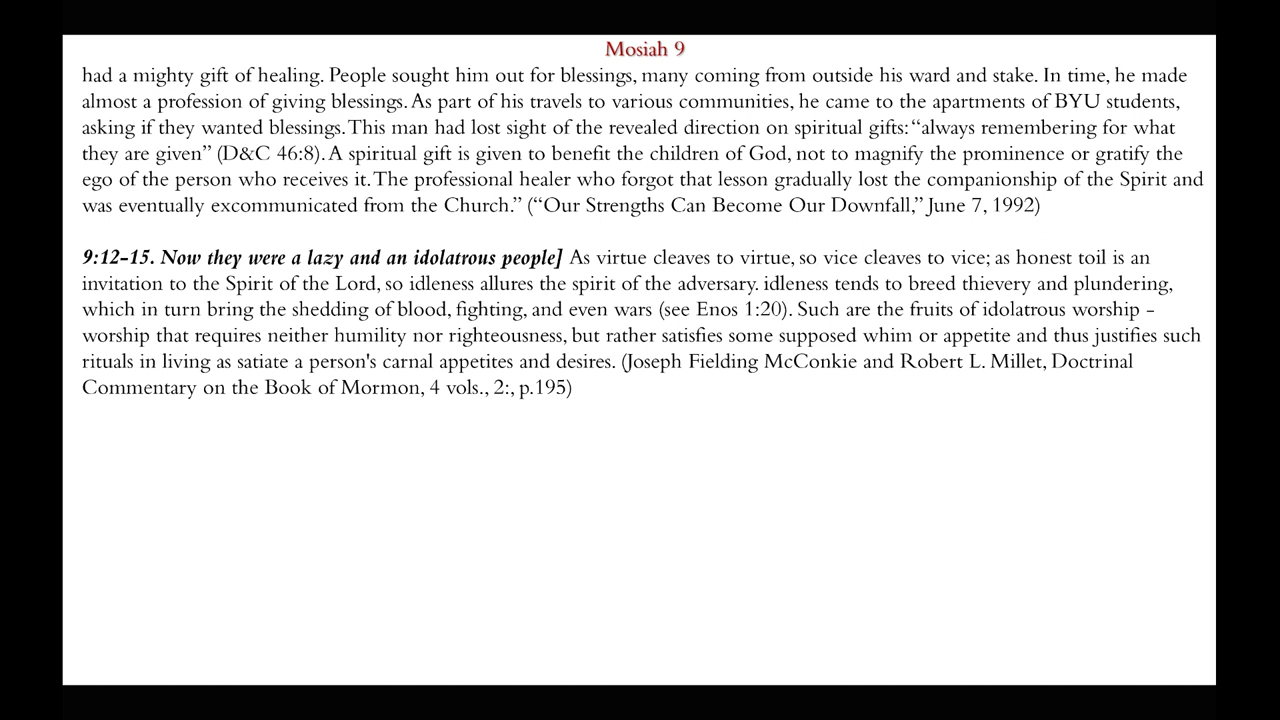 Mosiah 9
had a mighty gift of healing. People sought him out for blessings, many coming from outside his ward and stake. In time, he made
almost a profession of giving blessings. As part of his travels to various communities, he came to the apartments of BYU students,
asking if they wanted blessings. This man had lost sight of the revealed direction on spiritual gifts: “always remembering for what
they are given” (D&C 46:8). A spiritual gift is given to benefit the children of God, not to magnify the prominence or gratify the
ego of the person who receives it. The professional healer who forgot that lesson gradually lost the companionship of the Spirit and
was eventually excommunicated from the Church.” (“Our Strengths Can Become Our Downfall,” June 7, 1992)
9:12-15. Now they were a lazy and an idolatrous people] As virtue cleaves to virtue, so vice cleaves to vice; as honest toil is an
invitation to the Spirit of the Lord, so idleness allures the spirit of the adversary. idleness tends to breed thievery and plundering,
which in turn bring the shedding of blood, fighting, and even wars (see Enos 1:20). Such are the fruits of idolatrous worship -
worship that requires neither humility nor righteousness, but rather satisfies some supposed whim or appetite and thus justifies such
rituals in living as satiate a person's carnal appetites and desires. (Joseph Fielding McConkie and Robert L. Millet, Doctrinal
Commentary on the Book of Mormon, 4 vols., 2:, p.195)